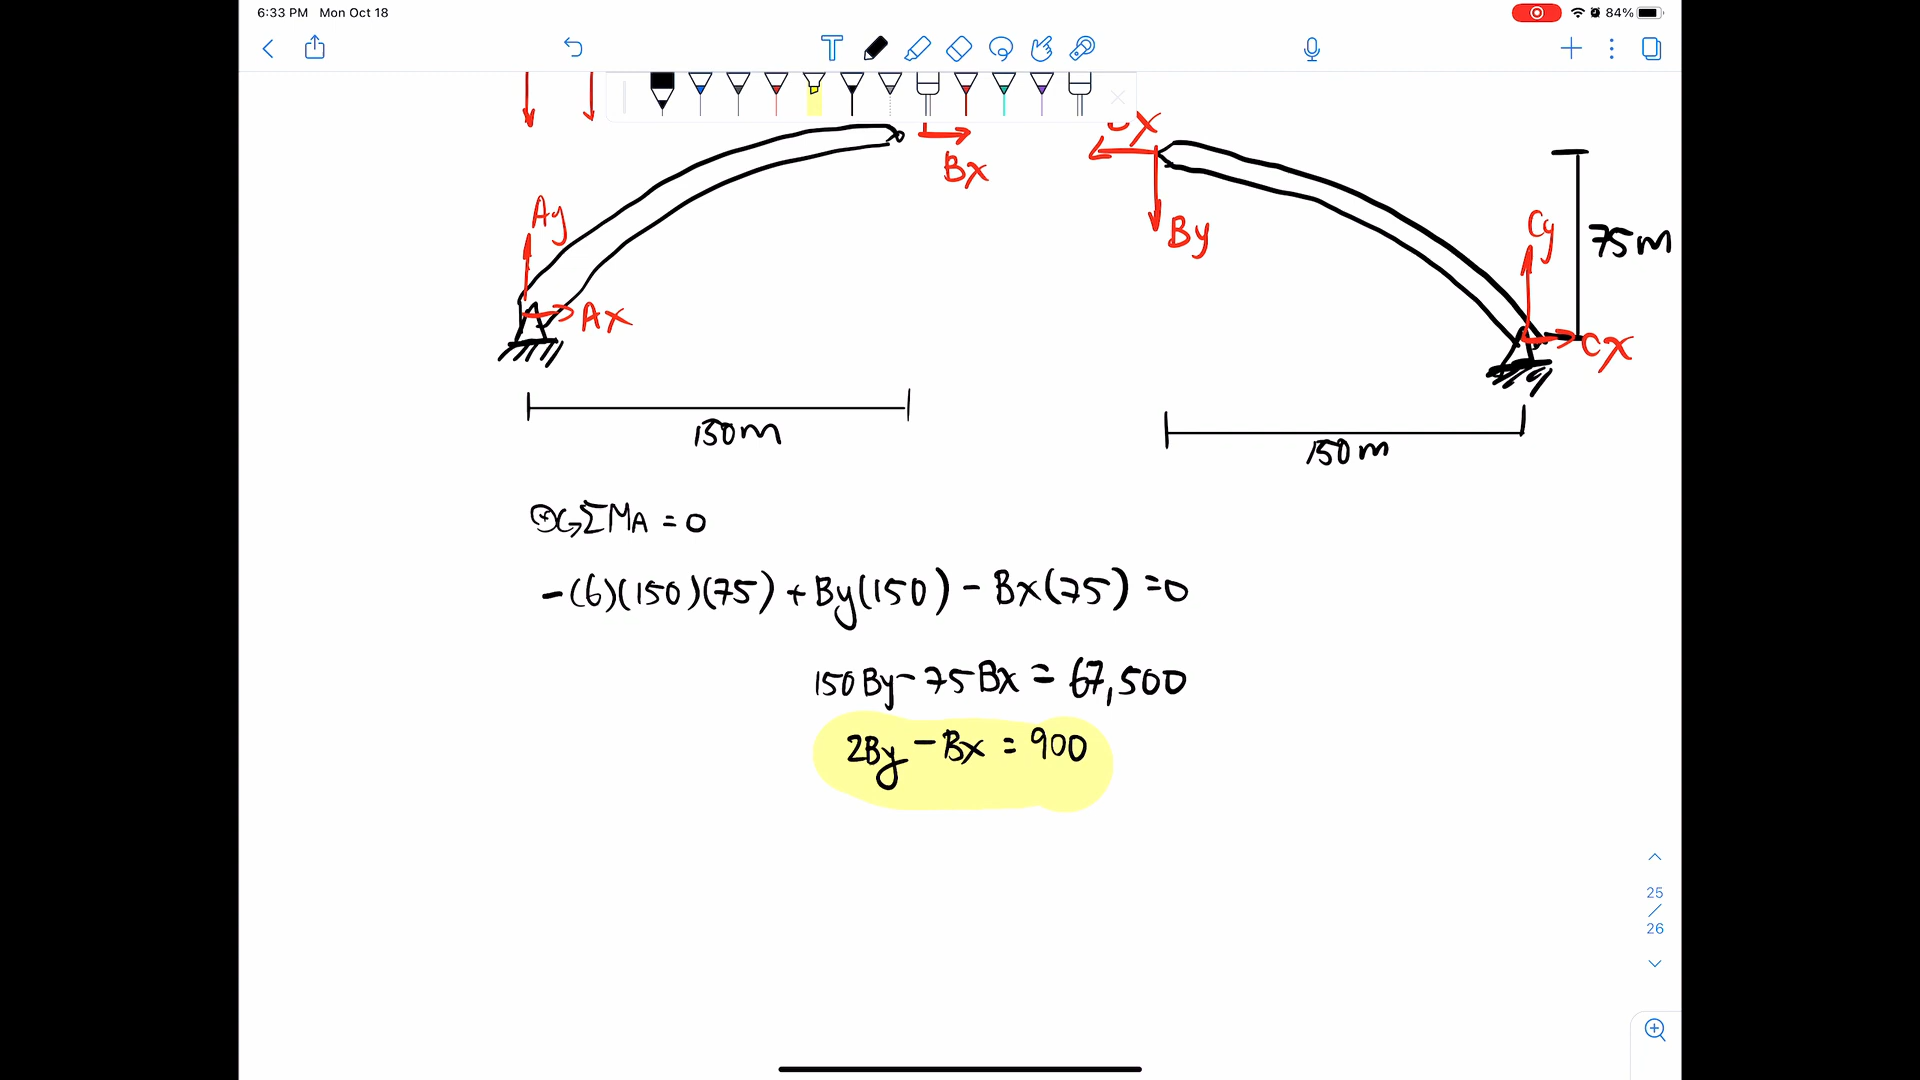 6:33 PM Mon Oct 18
84%
T
Bx
x
By
Ay
Ax
Cy
75m
Cx
150m
150m
+ ΣMA = 0
-(6)(150)(75) + By(150) - Bx(75) = 0
150By - 75Bx = 67,500
2By - Bx = 900
25
/
26